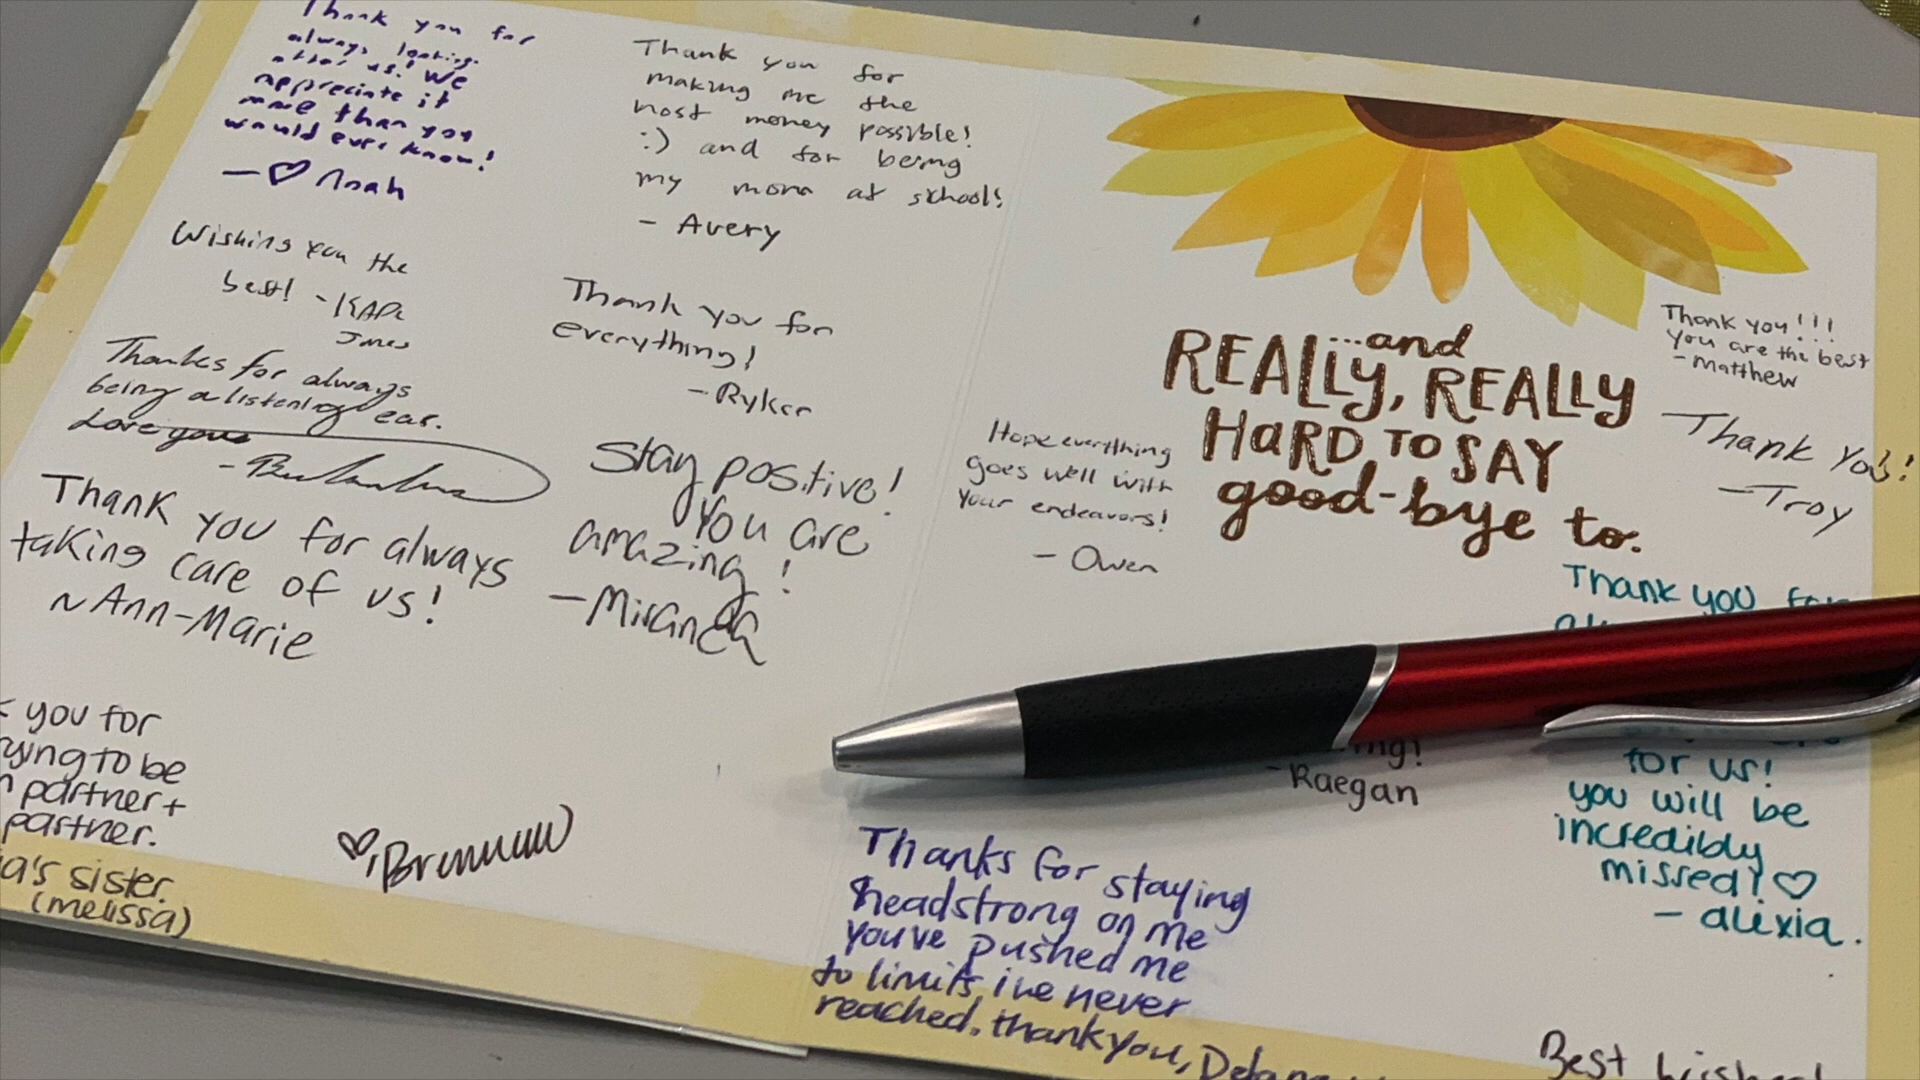 Thank you for
always looking
after us! We
appreciate it
more than you
would ever know!
— ♡ Noah
Thank you for
making me the
most money possible!
:) and for being
my mom at school!
- Avery
Wishing you the
best! -
Jones
Thank you for
everything!
- Ryker
Thanks for always
being a listening ear.
Love you
Stay positive!
You are
amazing!
- Miranda
Thank you for always
taking care of us!
~ Ann-Marie
you for
to be
partner +
partner.
sister.
(melissa)
...and
REALLY, REALLY
HARD TO SAY
good-bye to.
Thank you!!!
You are the best
- Matthew
Thank You!
- Troy
Hope everything
goes well with
your endeavors!
- Owen
Thank you for
for us!
you will be
incredibly
missed! ♡
- alixia.
- Raegan
Thanks for staying
headstrong on me
you've pushed me
to limits ive never
reached. thank you,
Best